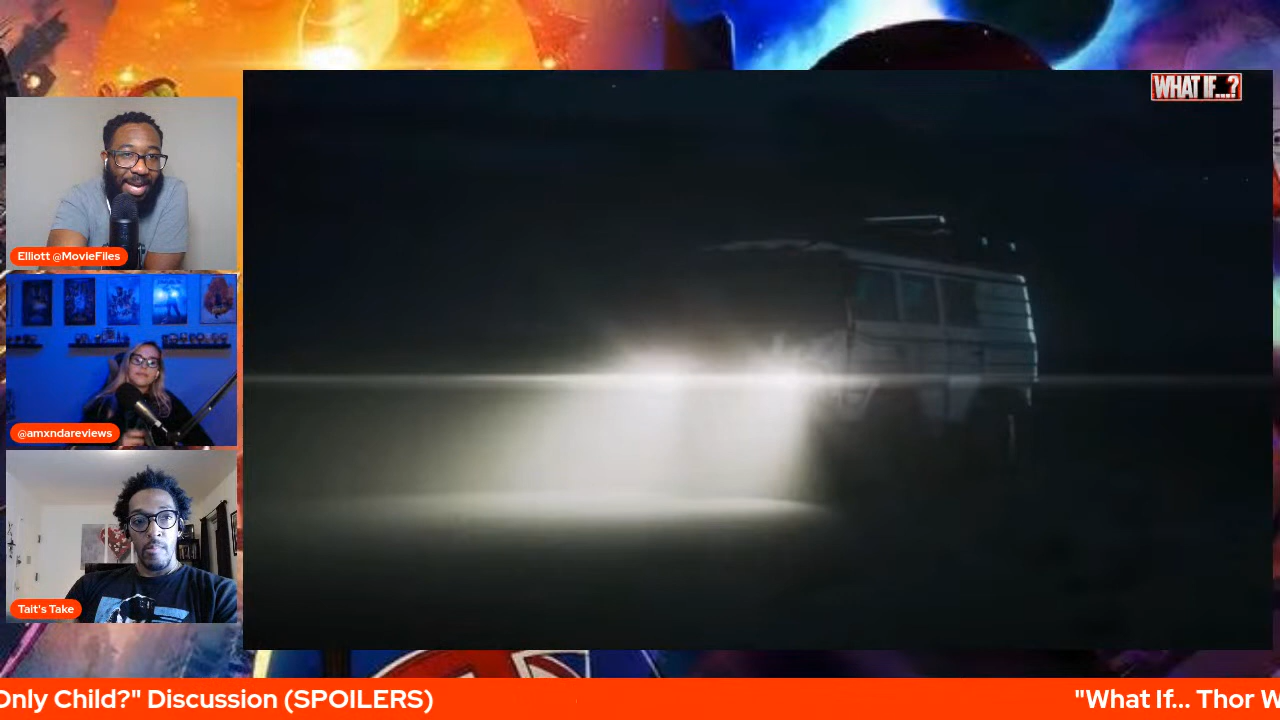 WHAT IF...?
Elliott @MovieFiles
@amxndareviews
Tait's Take
Only Child?" Discussion (SPOILERS)
"What If... Thor W